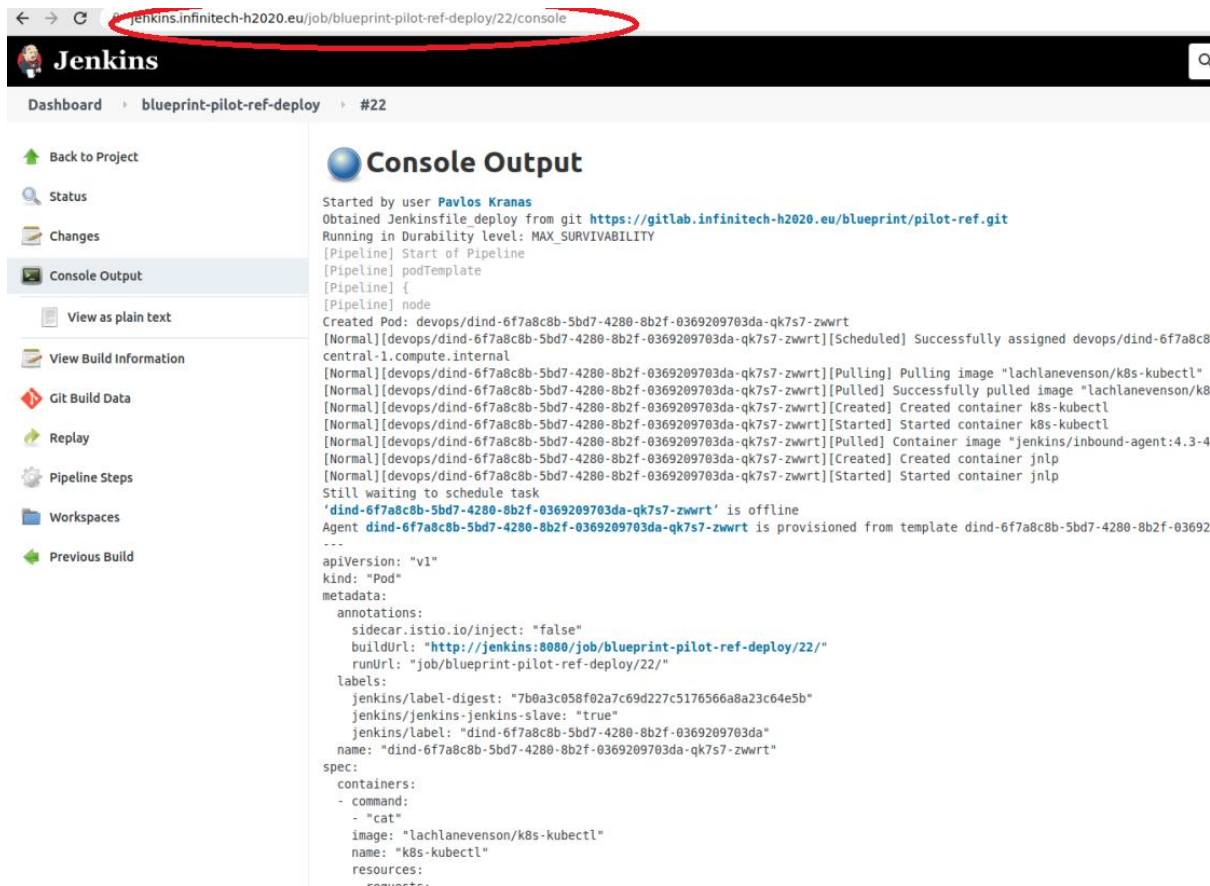 jenkins.infinitech-h2020.eu/job/blueprint-pilot-ref-deploy/22/console
Jenkins
Dashboard blueprint-pilot-ref-deploy #22
Back to Project
Status
Changes
Console Output
View as plain text
View Build Information
Git Build Data
Replay
Pipeline Steps
Workspaces
Previous Build
Console Output
Started by user Pavlos Kranas
Obtained Jenkinsfile_deploy from git https://gitlab.infinitech-h2020.eu/blueprint/pilot-ref.git
Running in Durability level: MAX_SURVIVABILITY
[Pipeline] Start of Pipeline
[Pipeline] podTemplate
[Pipeline] {
[Pipeline] node
Created Pod: devops/dind-6f7a8c8b-5bd7-4280-8b2f-0369209703da-qk7s7-zwwrt
[Normal][devops/dind-6f7a8c8b-5bd7-4280-8b2f-0369209703da-qk7s7-zwwrt][Scheduled] Successfully assigned devops/dind-6f7a8c8
central-1.compute.internal
[Normal][devops/dind-6f7a8c8b-5bd7-4280-8b2f-0369209703da-qk7s7-zwwrt][Pulling] Pulling image "lachlanevenson/k8s-kubectl"
[Normal][devops/dind-6f7a8c8b-5bd7-4280-8b2f-0369209703da-qk7s7-zwwrt][Pulled] Successfully pulled image "lachlanevenson/k8
[Normal][devops/dind-6f7a8c8b-5bd7-4280-8b2f-0369209703da-qk7s7-zwwrt][Created] Created container k8s-kubectl
[Normal][devops/dind-6f7a8c8b-5bd7-4280-8b2f-0369209703da-qk7s7-zwwrt][Started] Started container k8s-kubectl
[Normal][devops/dind-6f7a8c8b-5bd7-4280-8b2f-0369209703da-qk7s7-zwwrt][Pulled] Container image "jenkins/inbound-agent:4.3-4
[Normal][devops/dind-6f7a8c8b-5bd7-4280-8b2f-0369209703da-qk7s7-zwwrt][Created] Created container jnlp
[Normal][devops/dind-6f7a8c8b-5bd7-4280-8b2f-0369209703da-qk7s7-zwwrt][Started] Started container jnlp
Still waiting to schedule task
‘dind-6f7a8c8b-5bd7-4280-8b2f-0369209703da-qk7s7-zwwrt’ is offline
Agent dind-6f7a8c8b-5bd7-4280-8b2f-0369209703da-qk7s7-zwwrt is provisioned from template dind-6f7a8c8b-5bd7-4280-8b2f-03692
---
apiVersion: "v1"
kind: "Pod"
metadata:
  annotations:
    sidecar.istio.io/inject: "false"
    buildUrl: "http://jenkins:8080/job/blueprint-pilot-ref-deploy/22/"
    runUrl: "job/blueprint-pilot-ref-deploy/22/"
  labels:
    jenkins/label-digest: "7b0a3c058f02a7c69d227c5176566a8a23c64e5b"
    jenkins/jenkins-jenkins-slave: "true"
    jenkins/label: "dind-6f7a8c8b-5bd7-4280-8b2f-0369209703da"
  name: "dind-6f7a8c8b-5bd7-4280-8b2f-0369209703da-qk7s7-zwwrt"
spec:
  containers:
  - command:
    - "cat"
    image: "lachlanevenson/k8s-kubectl"
    name: "k8s-kubectl"
    resources:
      requests: